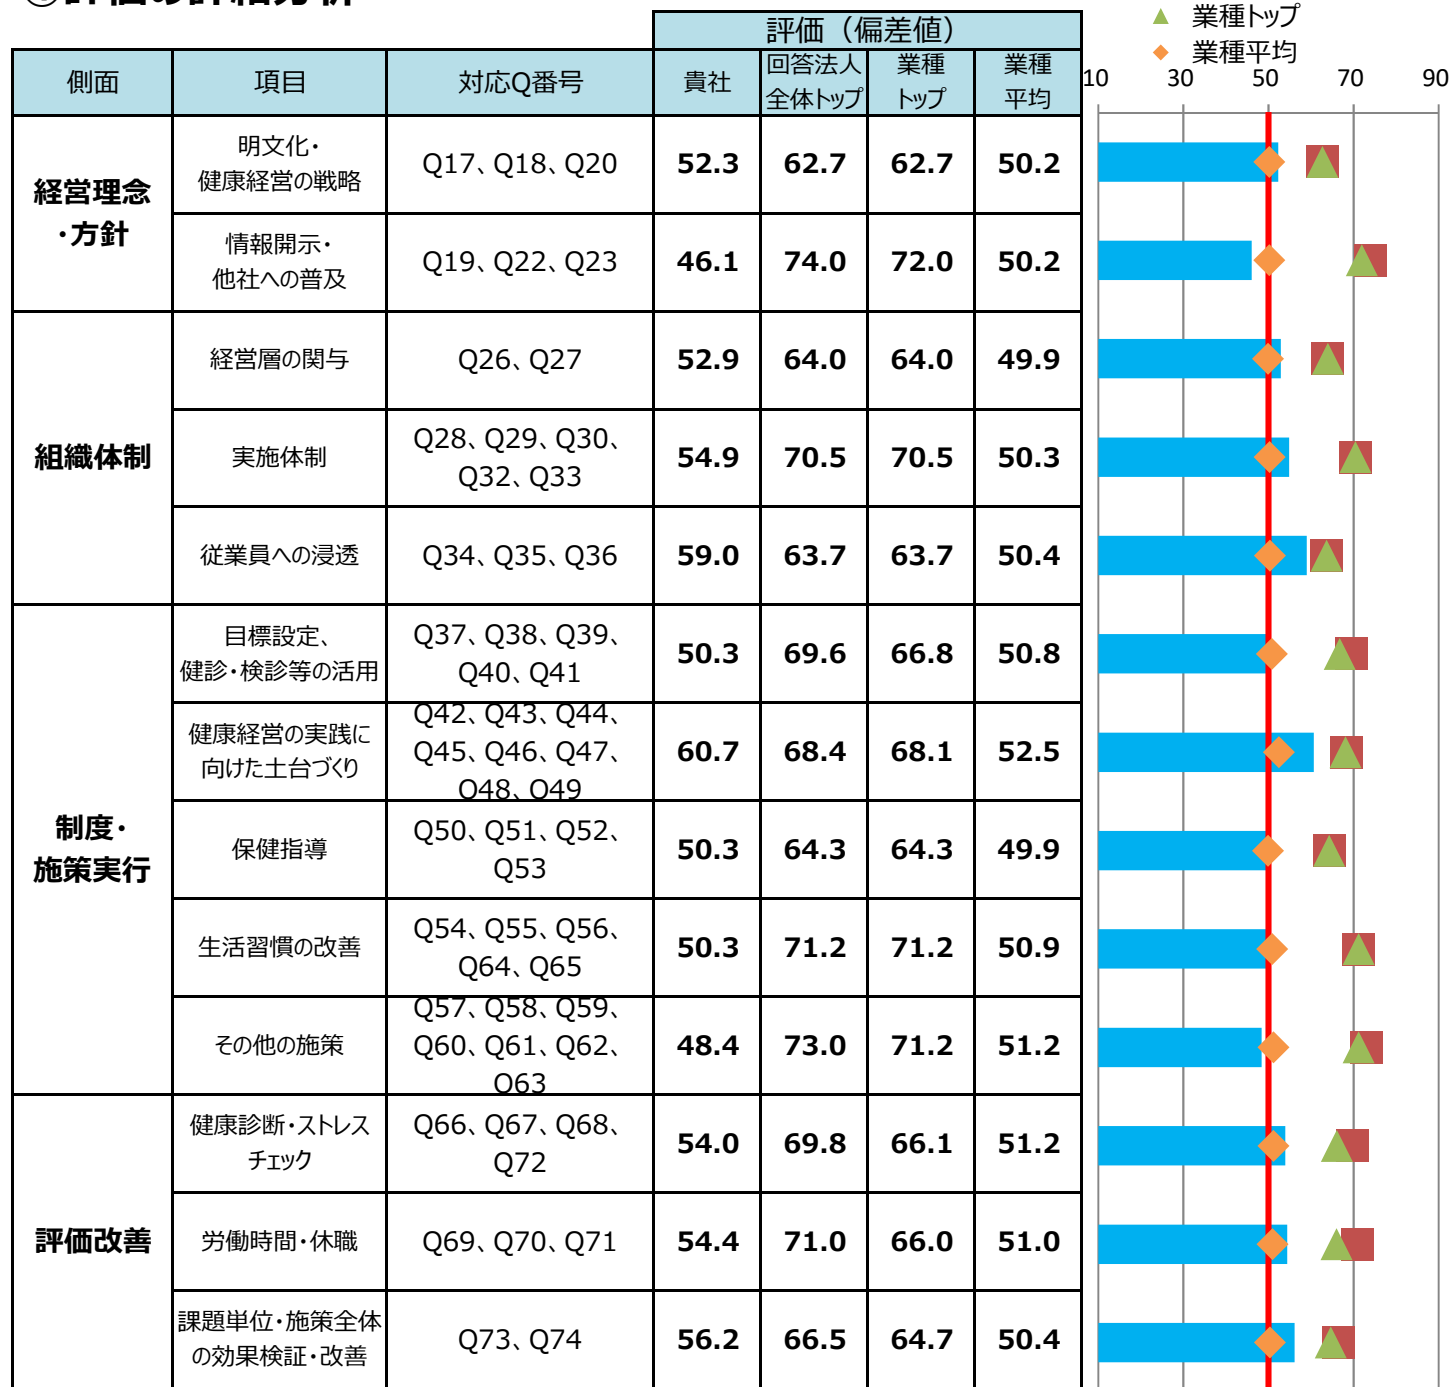 評価（偏差値）
▲ 業種トップ
◆ 業種平均
側面 項目 対応Q番号 貴社 回答法人 業種 業種
全体トップ トップ 平均
10 30 50 70 90
経営理念
・方針
明文化・
健康経営の戦略
Q17、Q18、Q20 52.3 62.7 62.7 50.2
情報開示・
他社への普及
Q19、Q22、Q23 46.1 74.0 72.0 50.2
組織体制
経営層の関与 Q26、Q27 52.9 64.0 64.0 49.9
実施体制
Q28、Q29、Q30、
Q32、Q33
54.9 70.5 70.5 50.3
従業員への浸透 Q34、Q35、Q36 59.0 63.7 63.7 50.4
制度・
施策実行
目標設定、
健診・検診等の活用
Q37、Q38、Q39、
Q40、Q41
50.3 69.6 66.8 50.8
健康経営の実践に
向けた土台づくり
Q42、Q43、Q44、
Q45、Q46、Q47、
Q48、Q49
60.7 68.4 68.1 52.5
保健指導
Q50、Q51、Q52、
Q53
50.3 64.3 64.3 49.9
生活習慣の改善
Q54、Q55、Q56、
Q64、Q65
50.3 71.2 71.2 50.9
その他の施策
Q57、Q58、Q59、
Q60、Q61、Q62、
Q63
48.4 73.0 71.2 51.2
評価改善
健康診断・ストレス
チェック
Q66、Q67、Q68、
Q72
54.0 69.8 66.1 51.2
労働時間・休職 Q69、Q70、Q71 54.4 71.0 66.0 51.0
課題単位・施策全体
の効果検証・改善
Q73、Q74 56.2 66.5 64.7 50.4